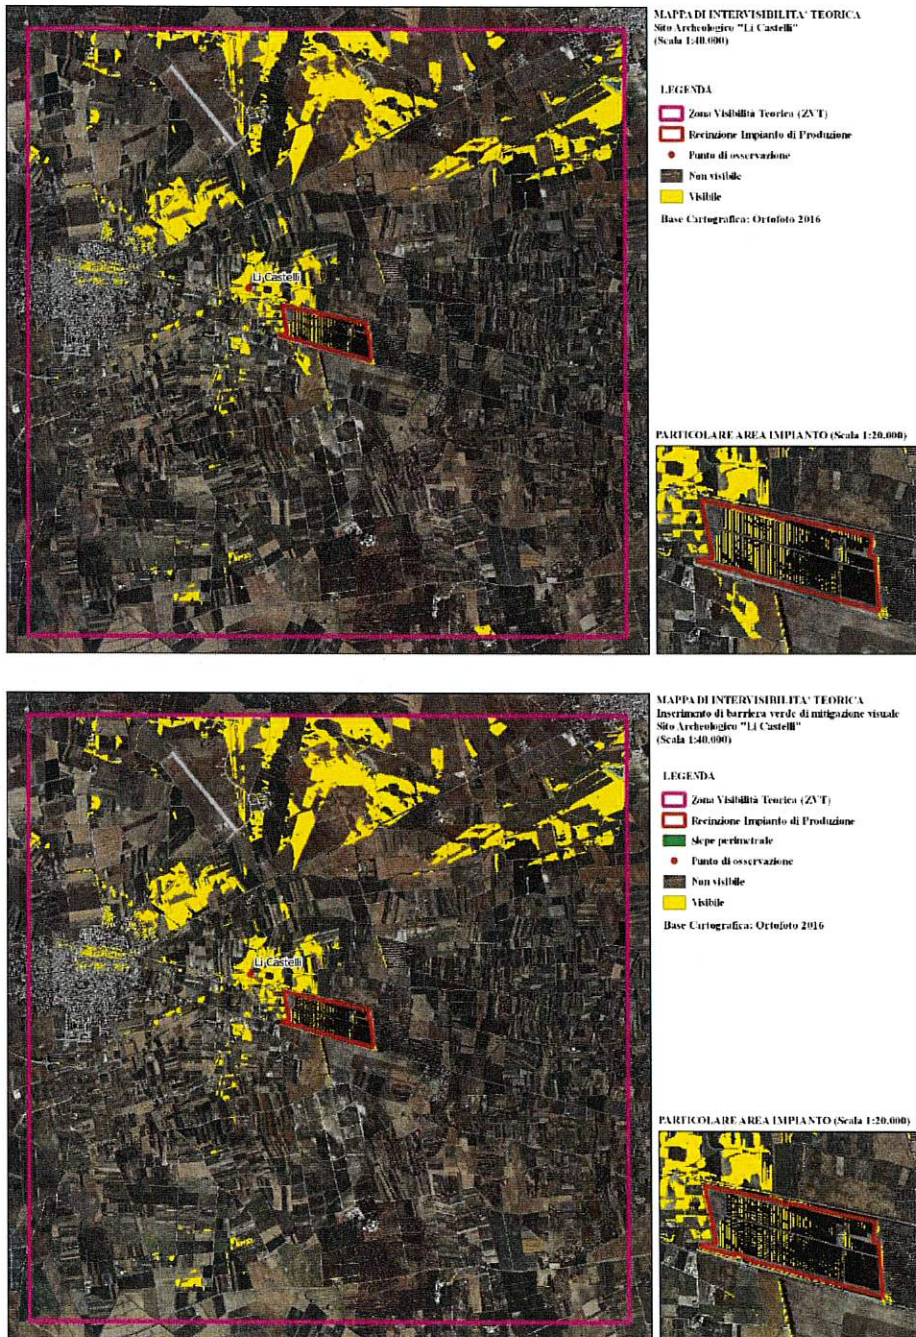 MAPPA DI INTERVISIBILITA' TEORICA
Sito Archeologico "Li Castelli"
(Scala 1:40.000)
LEGENDA
Zona Visibilità Teorica (ZVT)
Recinzione Impianto di Produzione
Punto di osservazione
Non visibile
Visibile
Base Cartografica: Ortofoto 2016
Li Castelli
PARTICOLARE AREA IMPIANTO (Scala 1:20.000)
MAPPA DI INTERVISIBILITA' TEORICA
Inserimento di barriera verde di mitigazione visuale
Sito Archeologico "Li Castelli"
(Scala 1:40.000)
LEGENDA
Zona Visibilità Teorica (ZVT)
Recinzione Impianto di Produzione
Siepe perimetrale
Punto di osservazione
Non visibile
Visibile
Base Cartografica: Ortofoto 2016
Li Castelli
PARTICOLARE AREA IMPIANTO (Scala 1:20.000)